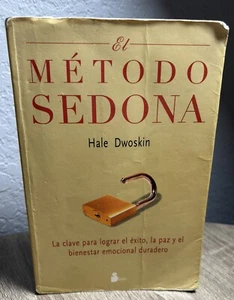 El
MÉTODO
SEDONA
Hale Dwoskin
La clave para lograr el éxito, la paz y el
bienestar emocional duradero